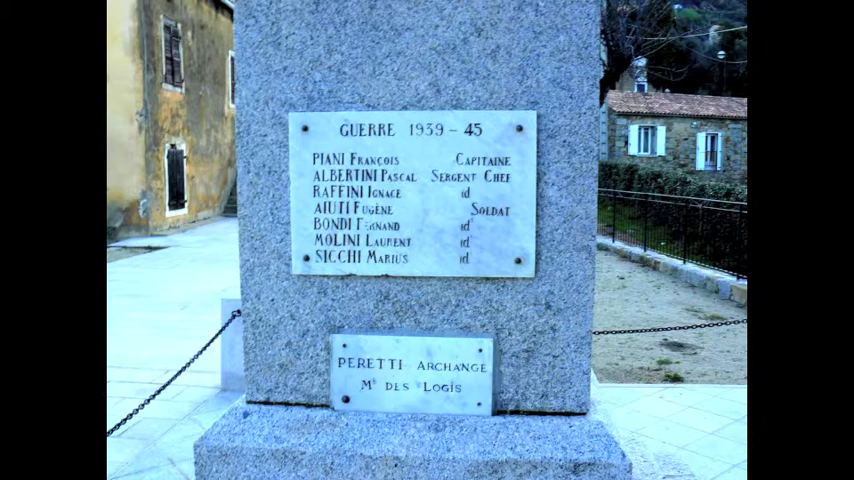 GUERRE 1939 - 45
PIANI FRANÇOIS CAPITAINE
ALBERTINI PASCAL SERGENT CHEF
RAFFINI IGNACE id
AIUTI EUGÈNE SOLDAT
BONDI FERNAND id
MOLINI LAURENT id
SICCHI MARIUS id
PERETTI ARCHANGE
Mˡ DES LOGIS